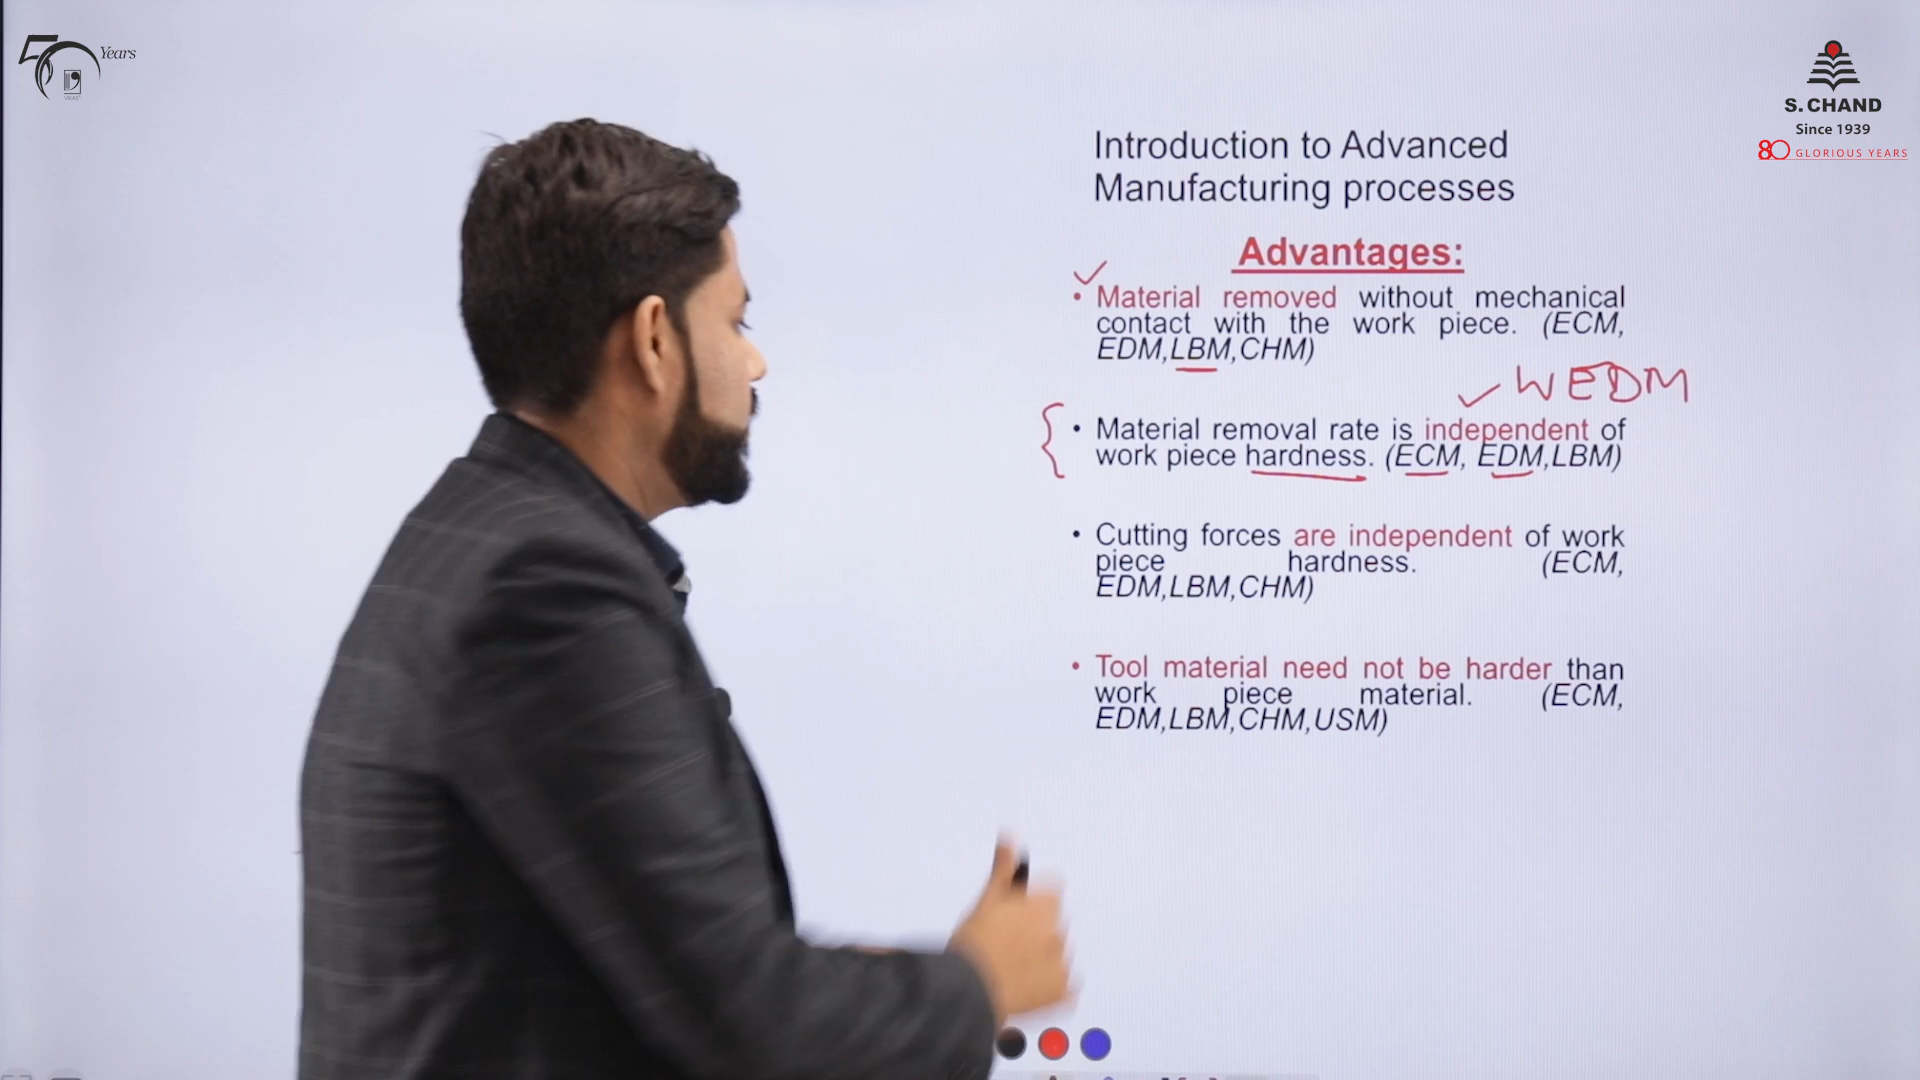 50 Years
VIKAS
S. CHAND
Since 1939
80 GLORIOUS YEARS
Introduction to Advanced
Manufacturing processes
Advantages:
• Material removed without mechanical
contact with the work piece. (ECM,
EDM,LBM,CHM)
WEDM
• Material removal rate is independent of
work piece hardness. (ECM, EDM,LBM)
• Cutting forces are independent of work
piece hardness. (ECM,
EDM,LBM,CHM)
• Tool material need not be harder than
work piece material. (ECM,
EDM,LBM,CHM,USM)